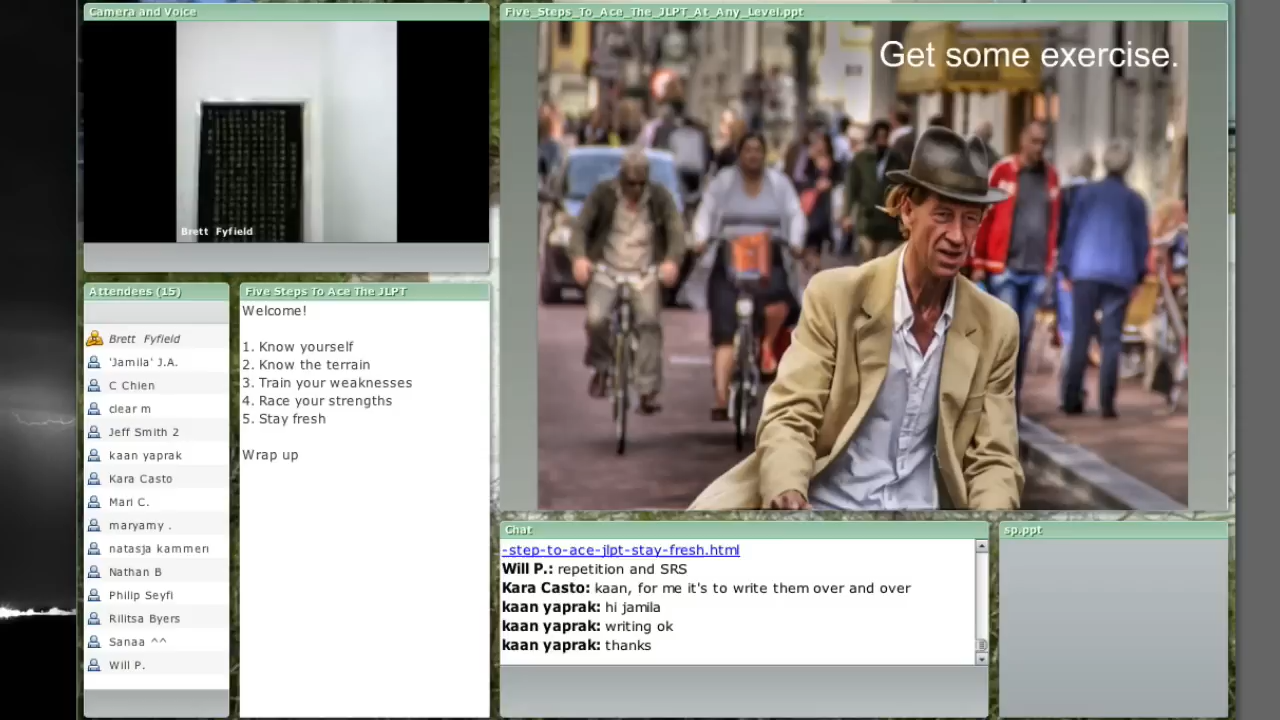 Camera and Voice
Brett Fyfield
Five_Steps_To_Ace_The_JLPT_At_Any_Level.ppt
Get some exercise.
Attendees (15)
Brett Fyfield
'Jamila' J.A.
C Chien
clear m
Jeff Smith 2
kaan yaprak
Kara Casto
Mari C.
maryamy .
natasja kammeri
Nathan B
Philip Seyfi
Rilitsa Byers
Sanaa ^^
Will P.
Five Steps To Ace The JLPT
Welcome!
1. Know yourself
2. Know the terrain
3. Train your weaknesses
4. Race your strengths
5. Stay fresh
Wrap up
Chat
-step-to-ace-jlpt-stay-fresh.html
Will P.: repetition and SRS
Kara Casto: kaan, for me it's to write them over and over
kaan yaprak: hi jamila
kaan yaprak: writing ok
kaan yaprak: thanks
sp.ppt